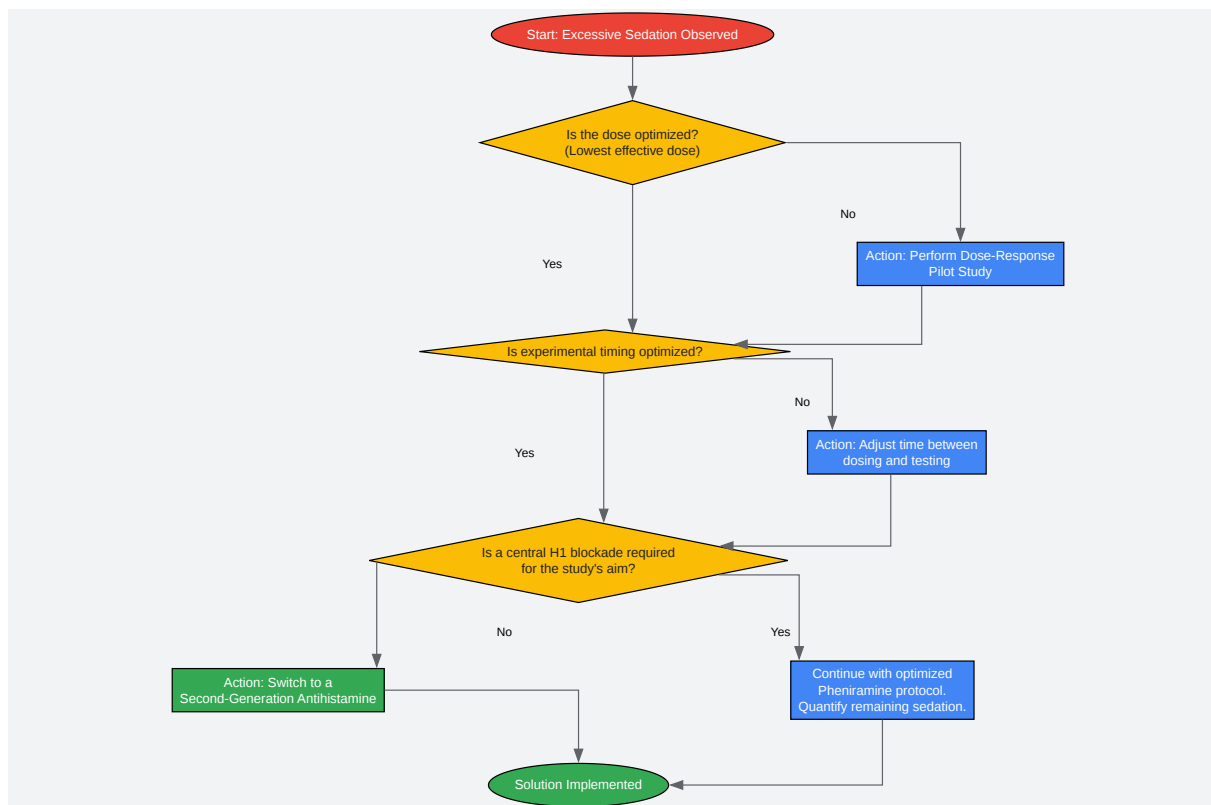 Start: Excessive Sedation Observed
Is the dose optimized?
(Lowest effective dose)
No
Yes
Action: Perform Dose-Response
Pilot Study
Is experimental timing optimized?
No
Yes
Action: Adjust time between
dosing and testing
Is a central H1 blockade required
for the study's aim?
No
Yes
Action: Switch to a
Second-Generation Antihistamine
Continue with optimized
Pheniramine protocol.
Quantify remaining sedation.
Solution Implemented